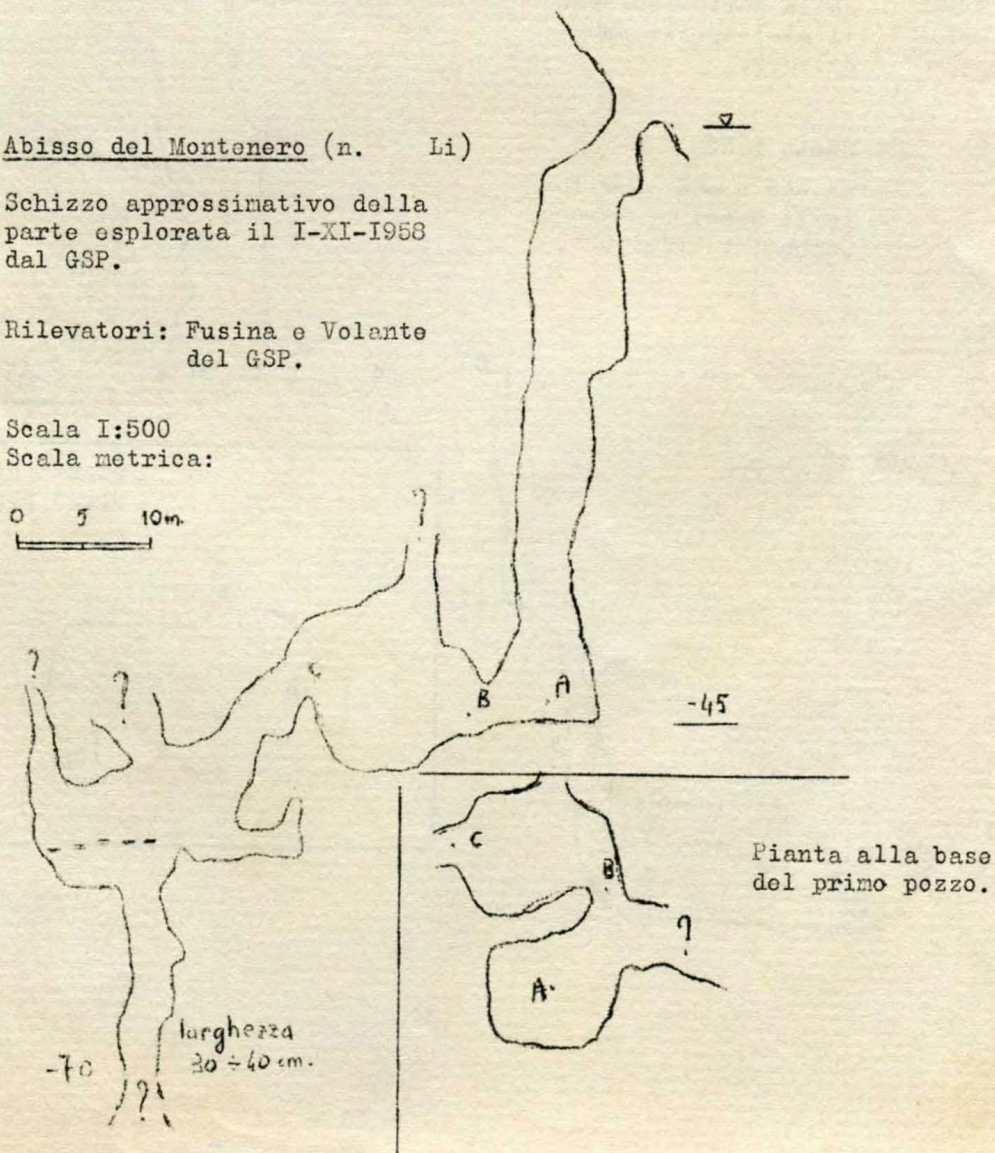 Abisso del Montenero (n.      Li)
Schizzo approssimativo della
parte esplorata il I-XI-I958
dal GSP.
Rilevatori: Fusina e Volante
del GSP.
Scala I:500
Scala metrica:
0 5 10m.
?
?
?
C
B
A
-45
C
B
?
A
Pianta alla base
del primo pozzo.
larghezza
30÷40 cm.
-70
?